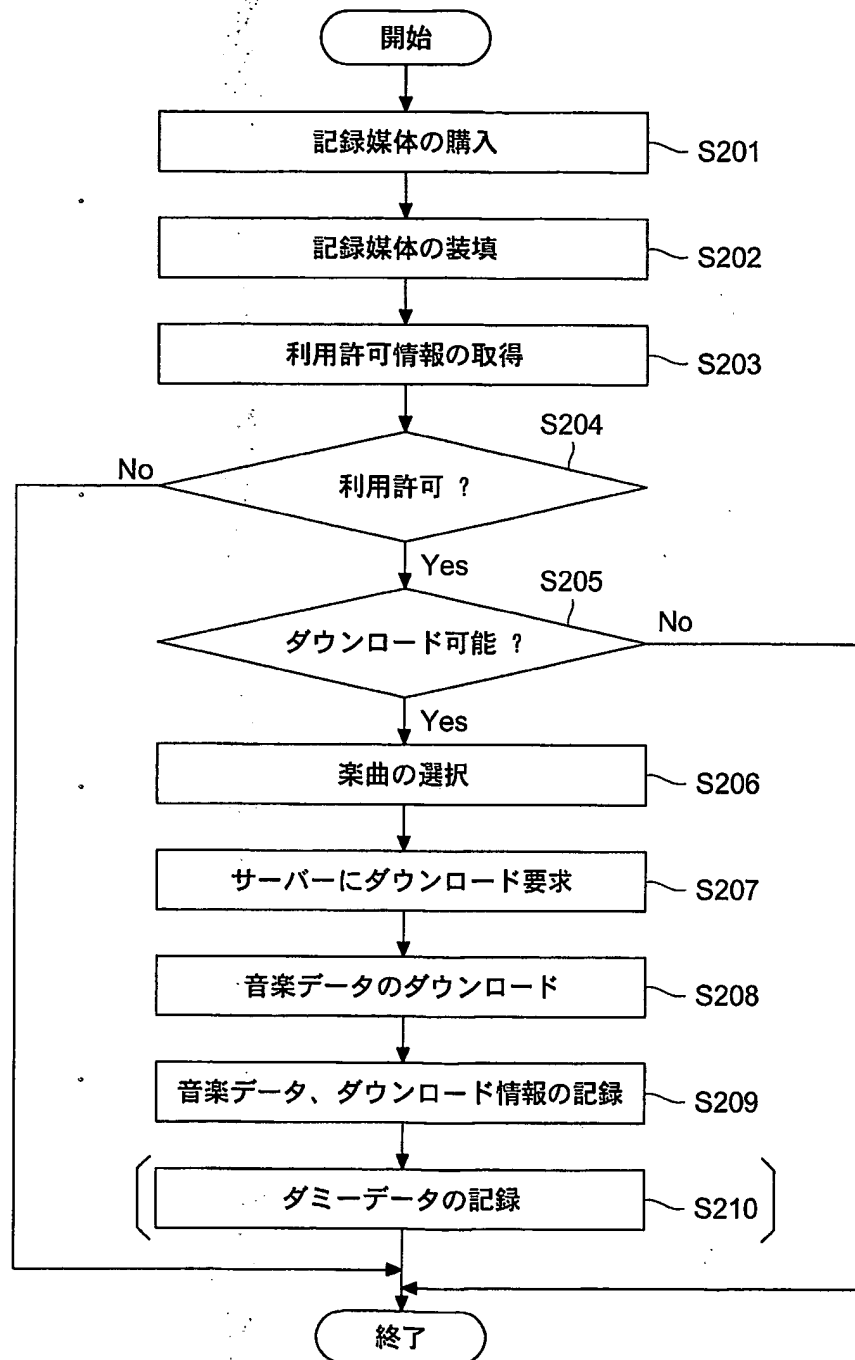 開始
記録媒体の購入
S201
記録媒体の装填
S202
利用許可情報の取得
S203
S204
No
利用許可 ?
Yes
S205
No
ダウンロード可能 ?
Yes
楽曲の選択
S206
サーバーにダウンロード要求
S207
音楽データのダウンロード
S208
音楽データ、ダウンロード情報の記録
S209
ダミーデータの記録
S210
終了